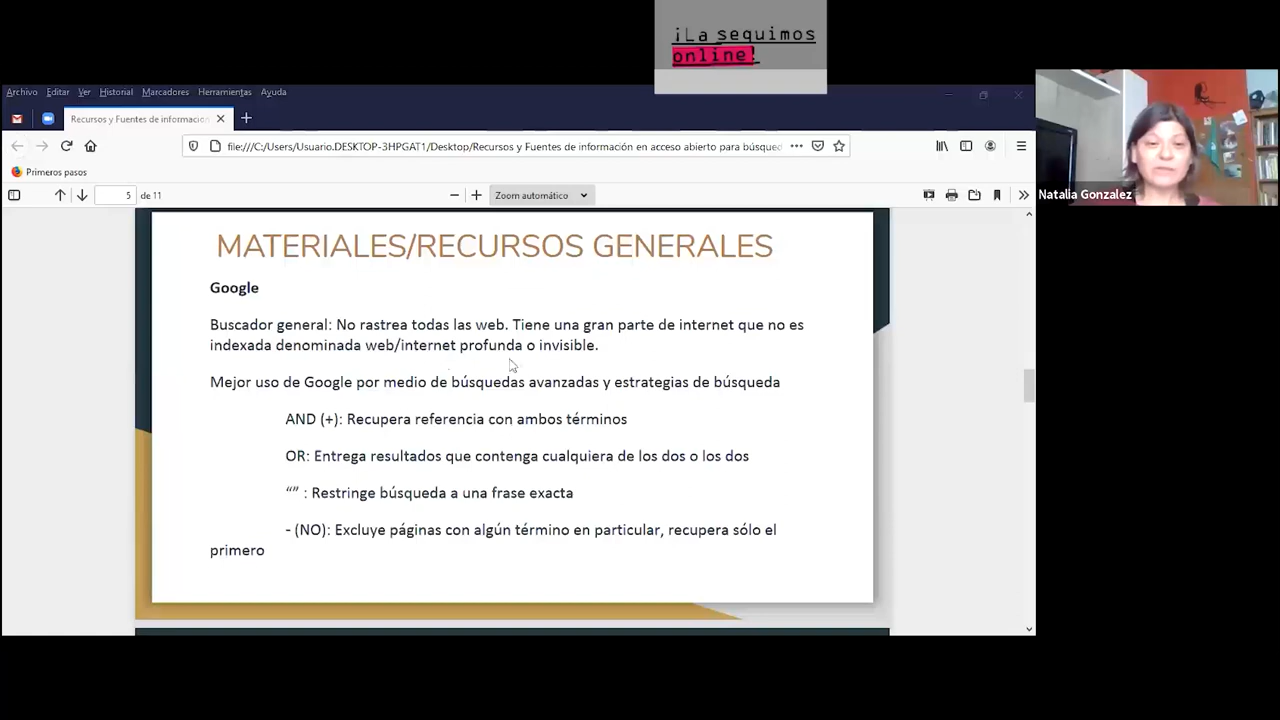 ¡La seguimos
online!
Archivo Editar Ver Historial Marcadores Herramientas Ayuda
Recursos y Fuentes de informacion
file:///C:/Users/Usuario.DESKTOP-3HPGAT1/Desktop/Recursos y Fuentes de información en acceso abierto para búsqued
Primeros pasos
5 de 11
Zoom automático
Natalia Gonzalez
MATERIALES/RECURSOS GENERALES
Google
Buscador general: No rastrea todas las web. Tiene una gran parte de internet que no es
indexada denominada web/internet profunda o invisible.
Mejor uso de Google por medio de búsquedas avanzadas y estrategias de búsqueda
AND (+): Recupera referencia con ambos términos
OR: Entrega resultados que contenga cualquiera de los dos o los dos
“” : Restringe búsqueda a una frase exacta
- (NO): Excluye páginas con algún término en particular, recupera sólo el
primero